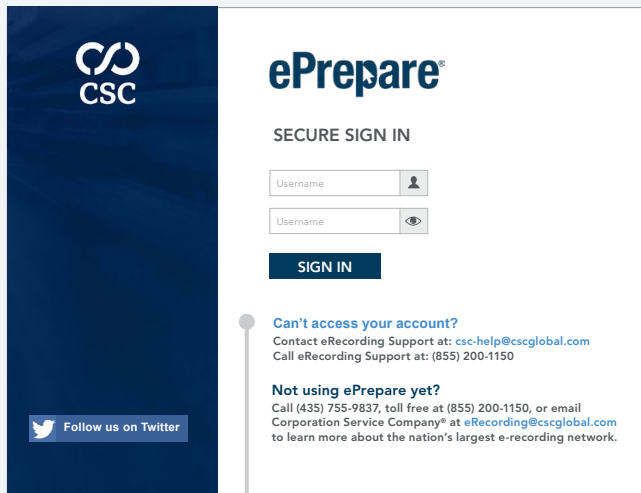 CSC
ePrepare®
SECURE SIGN IN
Username
Username
SIGN IN
Can't access your account?
Contact eRecording Support at: csc-help@cscglobal.com
Call eRecording Support at: (855) 200-1150
Not using ePrepare yet?
Call (435) 755-9837, toll free at (855) 200-1150, or email
Corporation Service Company® at eRecording@cscglobal.com
to learn more about the nation's largest e-recording network.
Follow us on Twitter